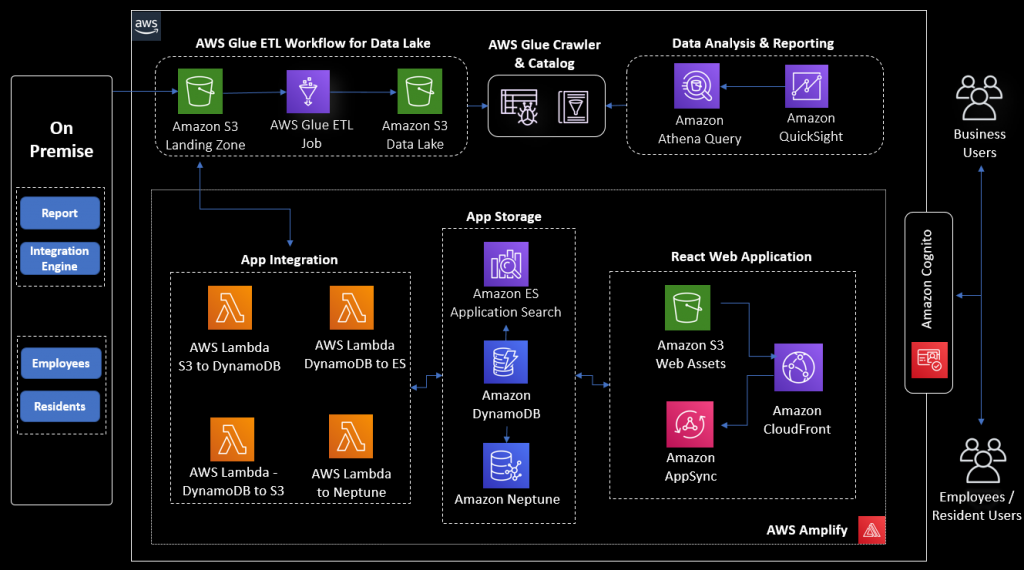 aws
AWS Glue ETL Workflow for Data Lake
Amazon S3
Landing Zone
AWS Glue ETL
Job
Amazon S3
Data Lake
AWS Glue Crawler
& Catalog
Data Analysis & Reporting
Amazon
Athena Query
Amazon
QuickSight
On
Premise
Report
Integration
Engine
Employees
Residents
App Integration
AWS Lambda
S3 to DynamoDB
AWS Lambda
DynamoDB to ES
AWS Lambda -
DynamoDB to S3
AWS Lambda
to Neptune
App Storage
Amazon ES
Application Search
Amazon
DynamoDB
Amazon Neptune
React Web Application
Amazon S3
Web Assets
Amazon
CloudFront
Amazon
AppSync
AWS Amplify
Amazon Cognito
Business
Users
Employees /
Resident Users